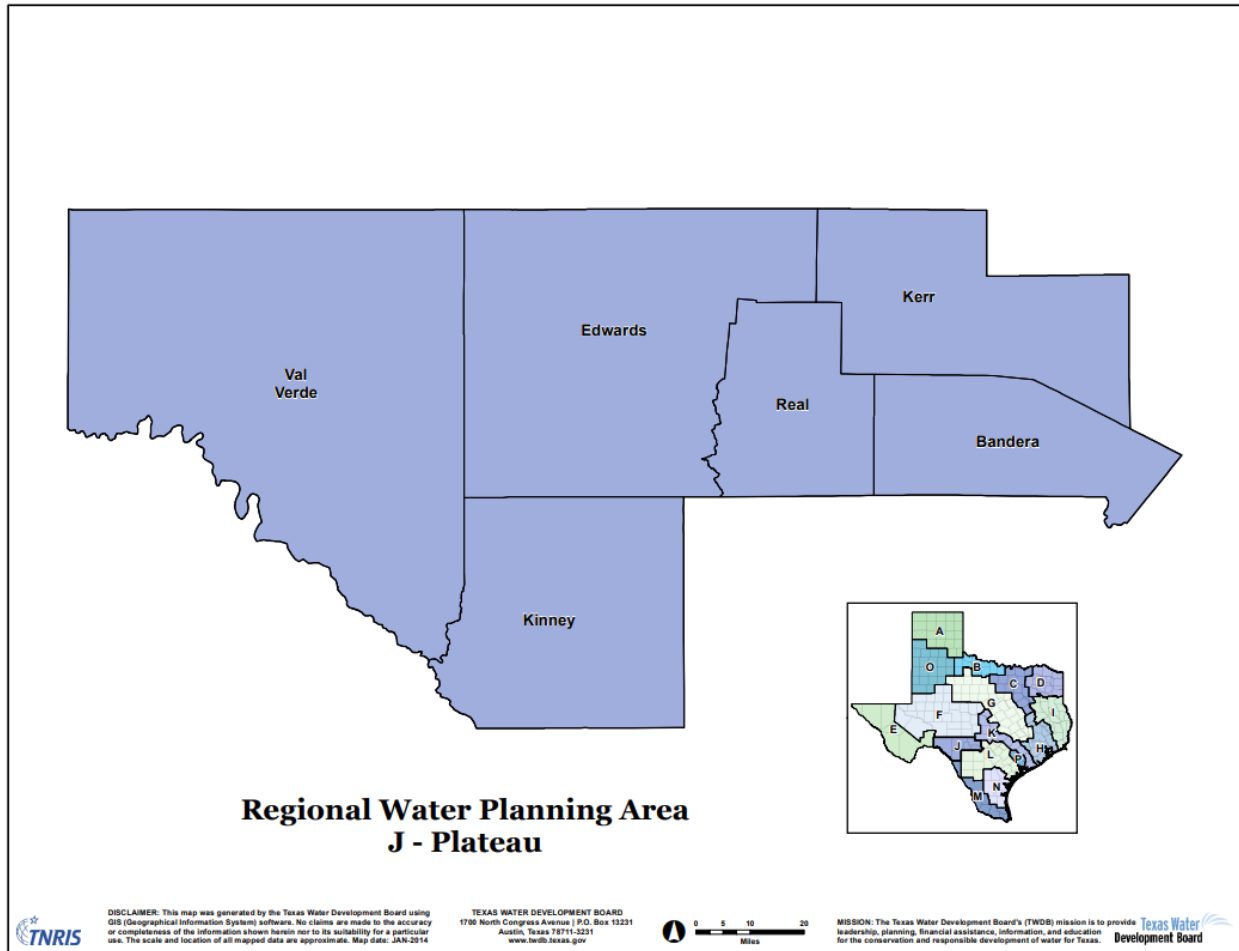 Kerr
Edwards
Val
Verde
Real
Bandera
Kinney
A
O
B
C
D
G
I
F
E
K
J
H
L
P
N
M
Regional Water Planning Area
J - Plateau
TNRIS
DISCLAIMER: This map was generated by the Texas Water Development Board using
GIS (Geographical Information System) software. No claims are made to the accuracy
or completeness of the information shown herein nor to its suitability for a particular
use. The scale and location of all mapped data are approximate. Map date: JAN-2014
TEXAS WATER DEVELOPMENT BOARD
1700 North Congress Avenue | P.O. Box 13231
Austin, Texas 78711-3231
www.twdb.texas.gov
0 5 10 20
Miles
MISSION: The Texas Water Development Board's (TWDB) mission is to provide
leadership, planning, financial assistance, information, and education
for the conservation and responsible development of water for Texas.
Texas Water
Development Board